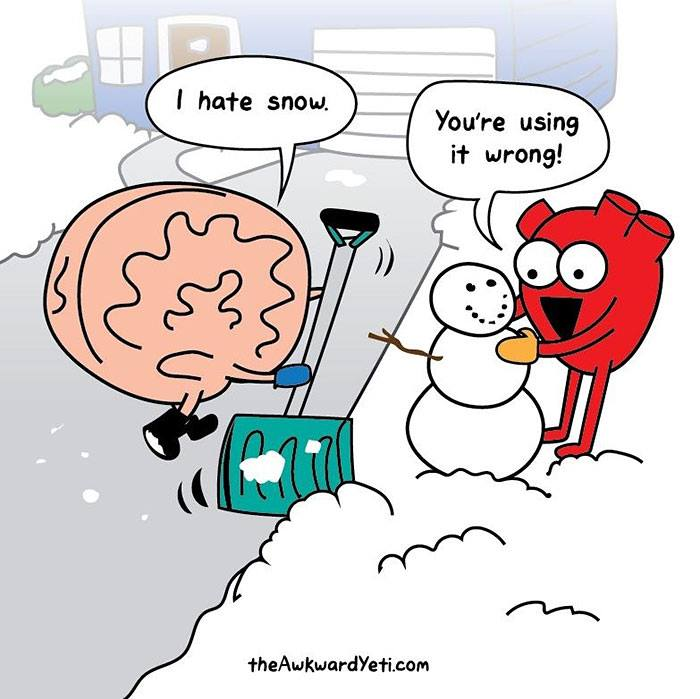 I hate snow.
You're using
it wrong!
theAwkwardYeti.com